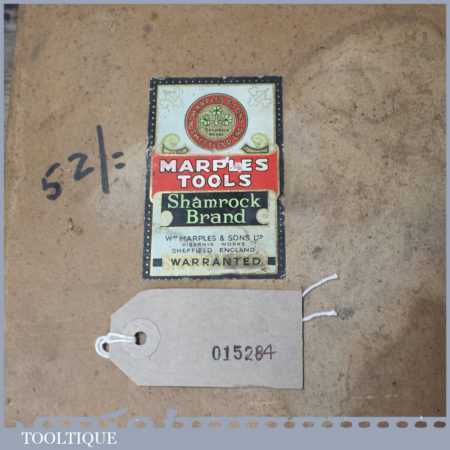 52/=
MARPLES
TOOLS
Shamrock
Brand
Wᴹ MARPLES & SONS Lᵀᴰ
HIBERNIA WORKS
SHEFFIELD ENGLAND
WARRANTED
015284
TOOLTIQUE